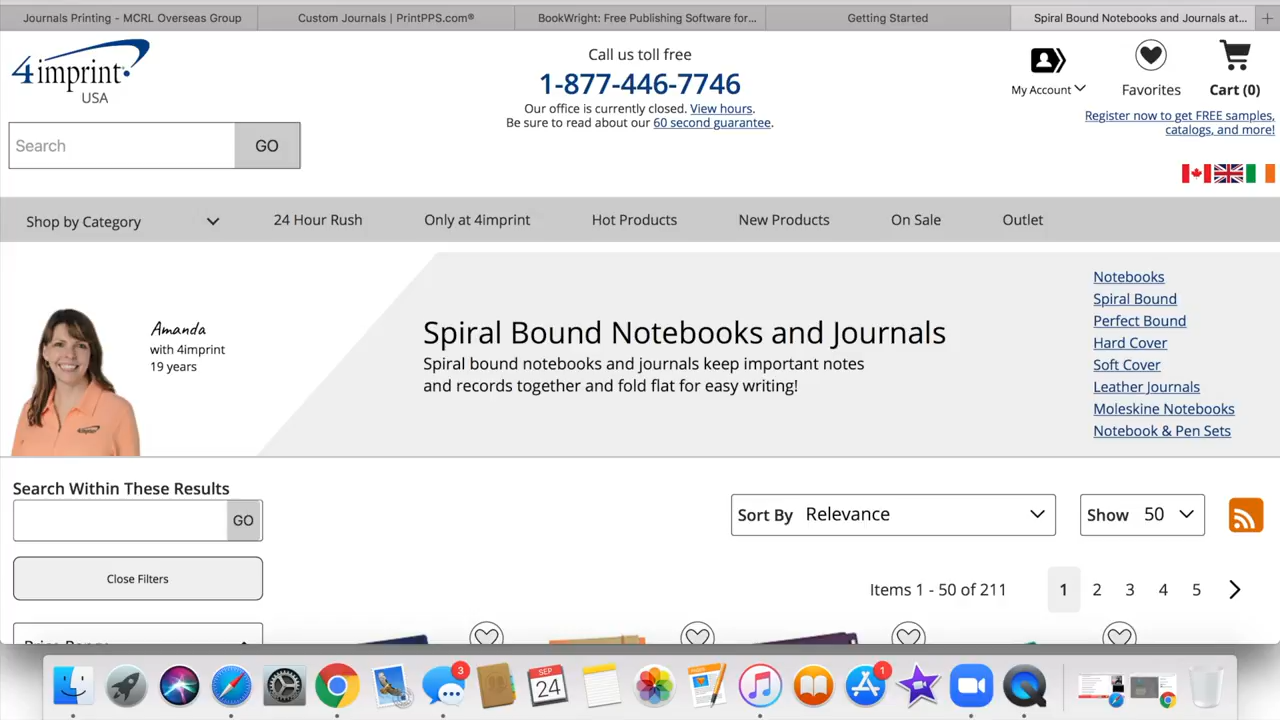 Journals Printing - MCRL Overseas Group
Custom Journals | PrintPPS.com®
BookWright: Free Publishing Software for...
Getting Started
Spiral Bound Notebooks and Journals at...
4imprint
USA
Call us toll free
1-877-446-7746
Our office is currently closed. View hours.
Be sure to read about our 60 second guarantee.
My Account
Favorites
Cart (0)
Register now to get FREE samples,
catalogs, and more!
Search
GO
Shop by Category
24 Hour Rush
Only at 4imprint
Hot Products
New Products
On Sale
Outlet
Amanda
with 4imprint
19 years
Spiral Bound Notebooks and Journals
Spiral bound notebooks and journals keep important notes
and records together and fold flat for easy writing!
Notebooks
Spiral Bound
Perfect Bound
Hard Cover
Soft Cover
Leather Journals
Moleskine Notebooks
Notebook & Pen Sets
Search Within These Results
GO
Sort By Relevance
Show 50
Close Filters
Items 1 - 50 of 211
1 2 3 4 5
Price Range
3
SEP
24
1